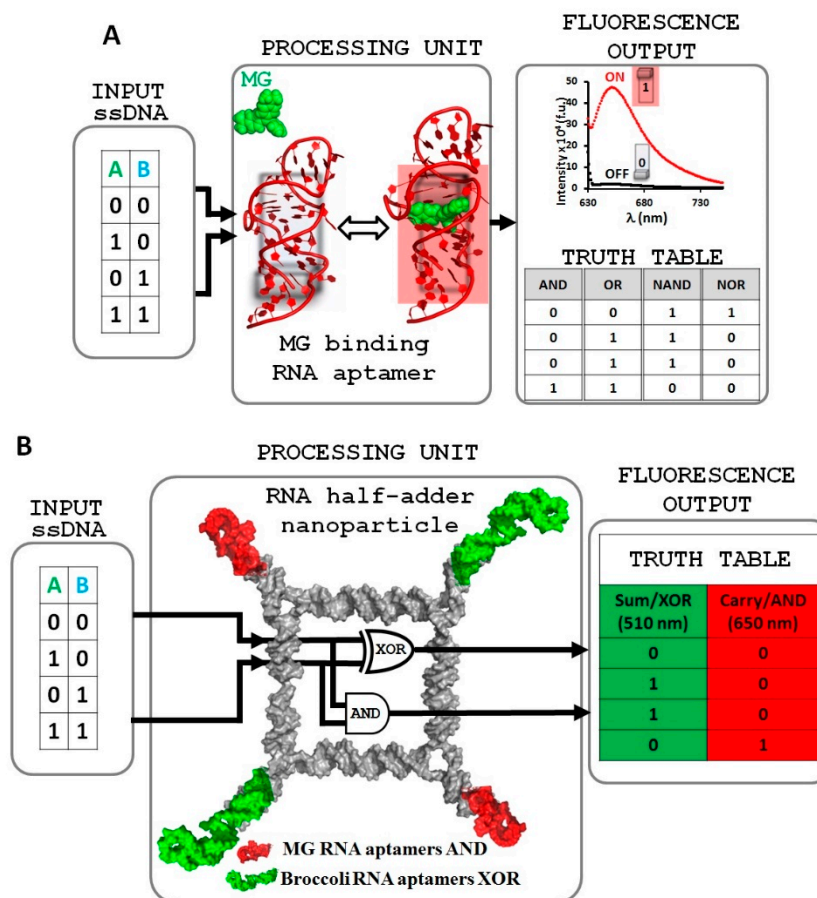 A
INPUT
ssDNA
A B
0 0
1 0
0 1
1 1
PROCESSING UNIT
MG
MG binding
RNA aptamer
FLUORESCENCE
OUTPUT
Intensity x10⁴ (f.u.)
50
40
30
20
10
0
ON
1
0
OFF
630 680 730
λ (nm)
TRUTH TABLE
AND OR NAND NOR
0 0 1 1
0 1 1 0
0 1 1 0
1 1 0 0
B
INPUT
ssDNA
A B
0 0
1 0
0 1
1 1
PROCESSING UNIT
RNA half-adder
nanoparticle
XOR
AND
MG RNA aptamers AND
Broccoli RNA aptamers XOR
FLUORESCENCE
OUTPUT
TRUTH TABLE
Sum/XOR Carry/AND
(510 nm) (650 nm)
0 0
1 0
1 0
0 1